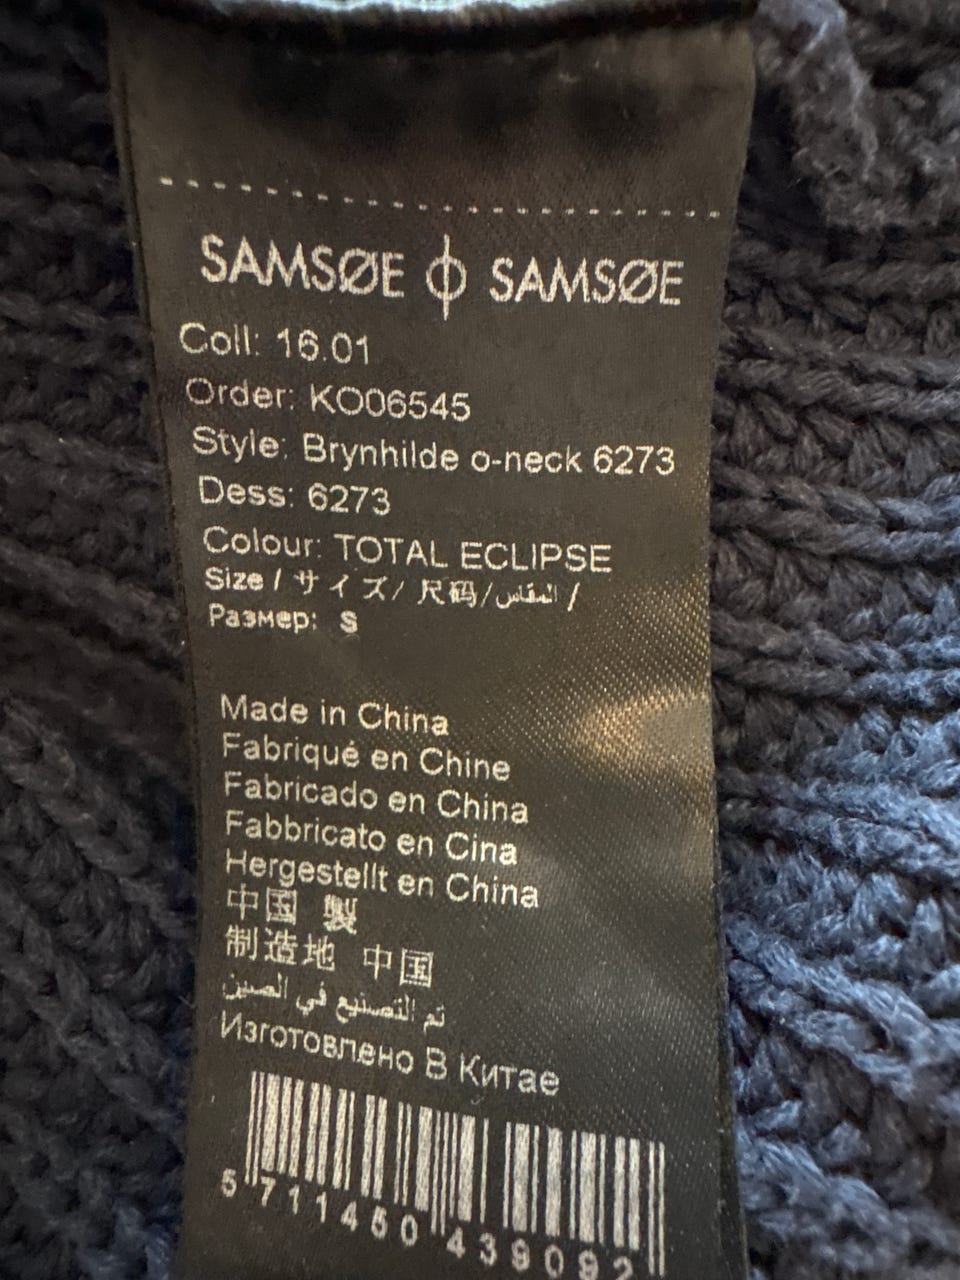 SAMSØE ɸ SAMSØE
Coll: 16.01
Order: KO06545
Style: Brynhilde o-neck 6273
Dess: 6273
Colour: TOTAL ECLIPSE
Size / サイズ/ 尺码/المقاس /
Размер: S
Made in China
Fabriqué en Chine
Fabricado en China
Fabbricato en Cina
Hergestellt en China
中国 製
制造地 中国
تم التصنيع في الصين
Изготовлено В Китае
5 711450 439092